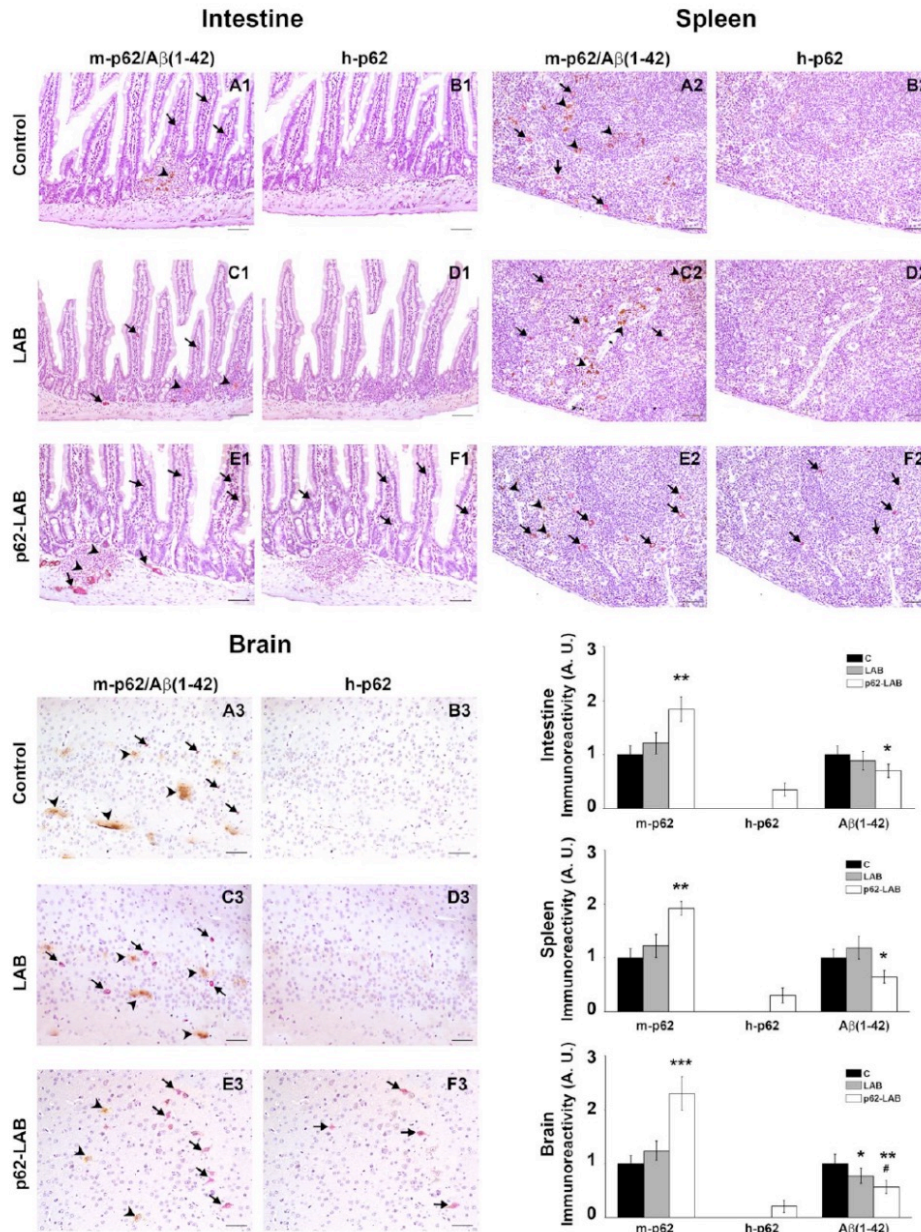 Intestine
Spleen
m-p62/Aβ(1-42)
h-p62
m-p62/Aβ(1-42)
h-p62
Control
A1
B1
A2
B2
LAB
C1
D1
C2
D2
p62-LAB
E1
F1
E2
F2
Brain
m-p62/Aβ(1-42)
h-p62
Control
A3
B3
LAB
C3
D3
p62-LAB
E3
F3
Intestine
Immunoreactivity (A. U.)
3
2
1
0
C
LAB
p62-LAB
**
*
m-p62
h-p62
Aβ(1-42)
Spleen
Immunoreactivity (A. U.)
3
2
1
0
C
LAB
p62-LAB
**
*
m-p62
h-p62
Aβ(1-42)
Brain
Immunoreactivity (A. U.)
3
2
1
0
C
LAB
p62-LAB
***
*
**
#
m-p62
h-p62
Aβ(1-42)